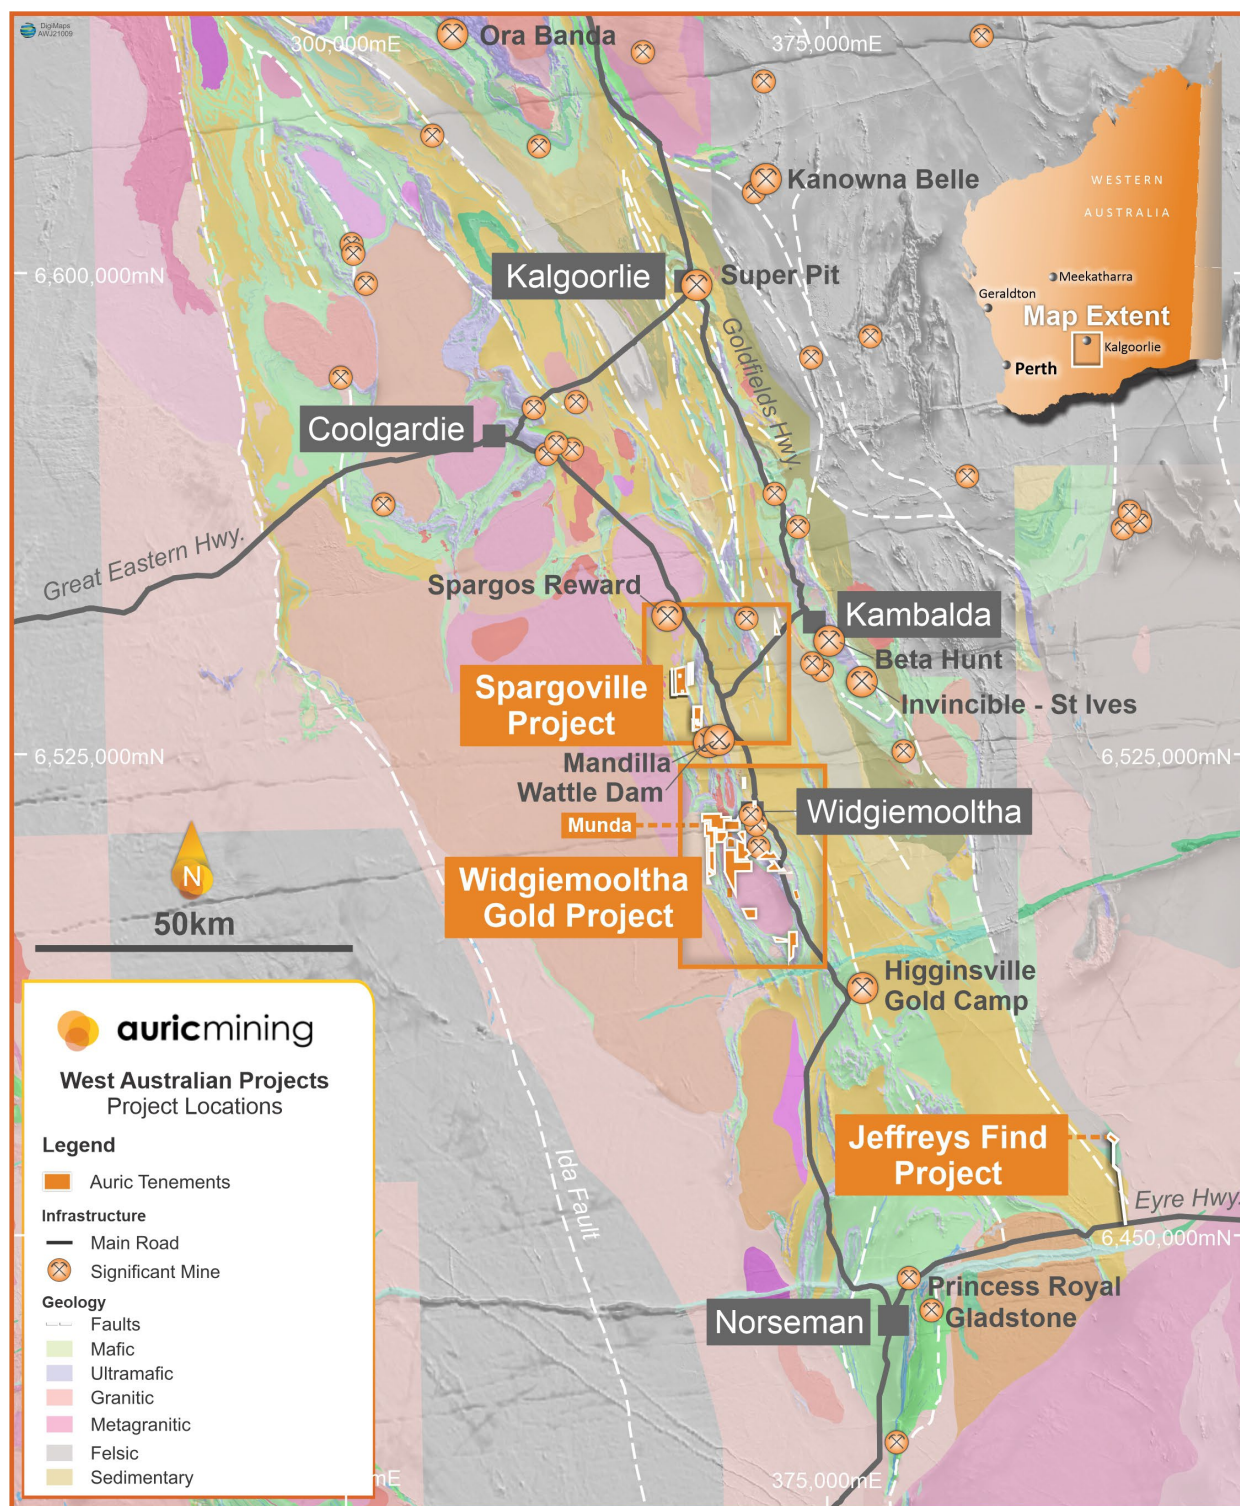 DigiMaps
AWJ21009
300,000mE
Ora Banda
375,000mE
WESTERN
AUSTRALIA
Kanowna Belle
6,600,000mN
Kalgoorlie
Super Pit
Meekatharra
Geraldton
Map Extent
Kalgoorlie
Perth
Goldfields Hwy.
Coolgardie
Great Eastern Hwy.
Spargos Reward
Kambalda
Beta Hunt
Spargoville
Project
Invincible - St Ives
6,525,000mN
6,525,000mN
Mandilla
Wattle Dam
Widgiemooltha
Munda
N
50km
Widgiemooltha
Gold Project
Higginsville
Gold Camp
auricmining
West Australian Projects
Project Locations
Legend
Auric Tenements
Infrastructure
Main Road
Significant Mine
Geology
Faults
Mafic
Ultramafic
Granitic
Metagranitic
Felsic
Sedimentary
Ida Fault
Jeffreys Find
Project
Eyre Hwy.
6,450,000mN
Princess Royal
Gladstone
Norseman
mE
375,000mE